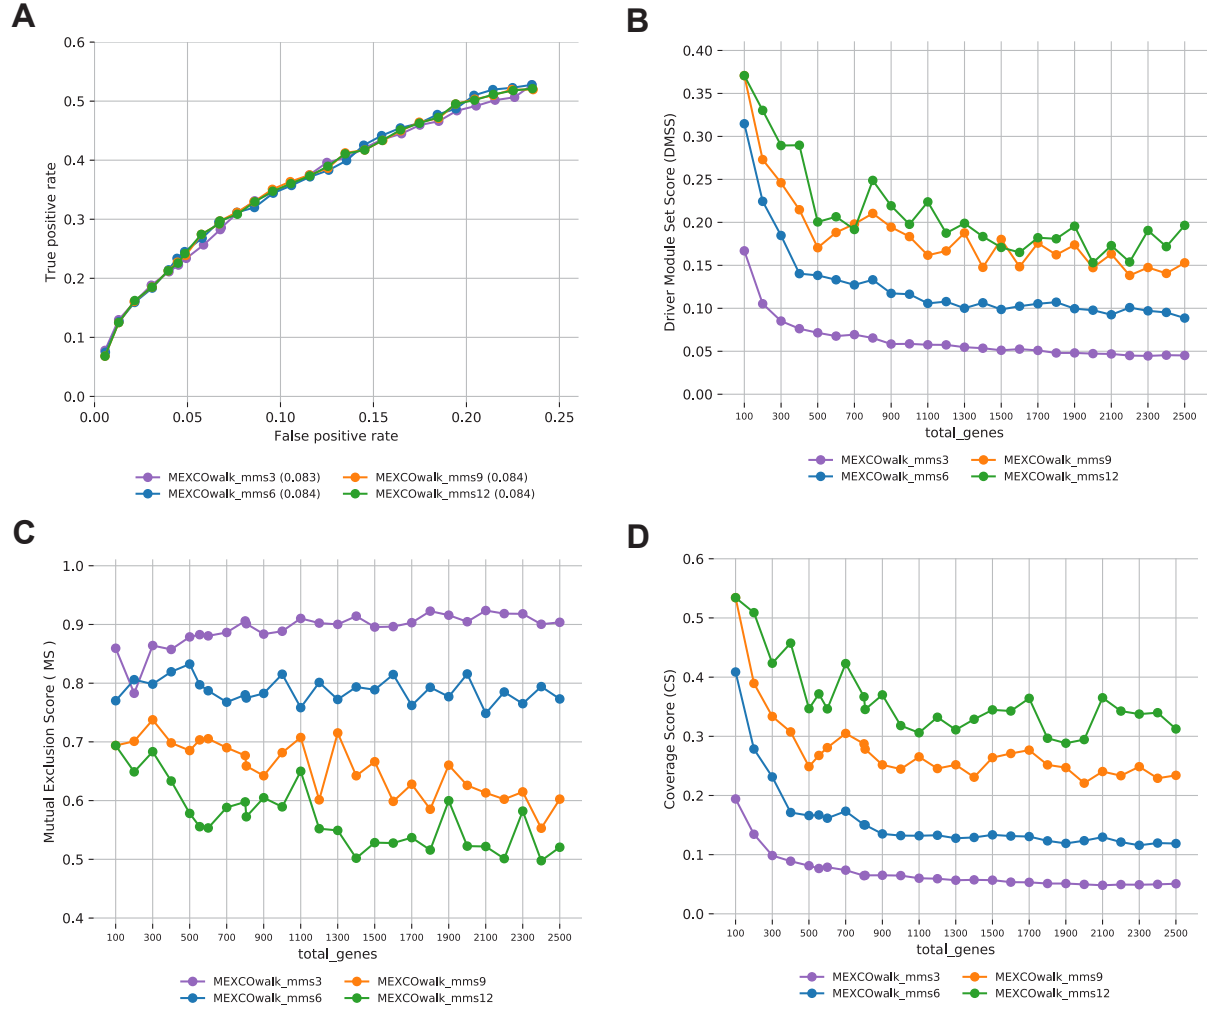 A
0.6
0.5
0.4
0.3
0.2
0.1
0.0
True positive rate
0.00 0.05 0.10 0.15 0.20 0.25
False positive rate
MEXCOwalk_mms3 (0.083) MEXCOwalk_mms9 (0.084)
MEXCOwalk_mms6 (0.084) MEXCOwalk_mms12 (0.084)
B
0.40
0.35
0.30
0.25
0.20
0.15
0.10
0.05
0.00
Driver Module Set Score (DMSS)
100 300 500 700 900 1100 1300 1500 1700 1900 2100 2300 2500
total_genes
MEXCOwalk_mms3 MEXCOwalk_mms9
MEXCOwalk_mms6 MEXCOwalk_mms12
C
1.0
0.9
0.8
0.7
0.6
0.5
0.4
Mutual Exclusion Score ( MS )
100 300 500 700 900 1100 1300 1500 1700 1900 2100 2300 2500
total_genes
MEXCOwalk_mms3 MEXCOwalk_mms9
MEXCOwalk_mms6 MEXCOwalk_mms12
D
0.6
0.5
0.4
0.3
0.2
0.1
0.0
Coverage Score (CS)
100 300 500 700 900 1100 1300 1500 1700 1900 2100 2300 2500
total_genes
MEXCOwalk_mms3 MEXCOwalk_mms9
MEXCOwalk_mms6 MEXCOwalk_mms12